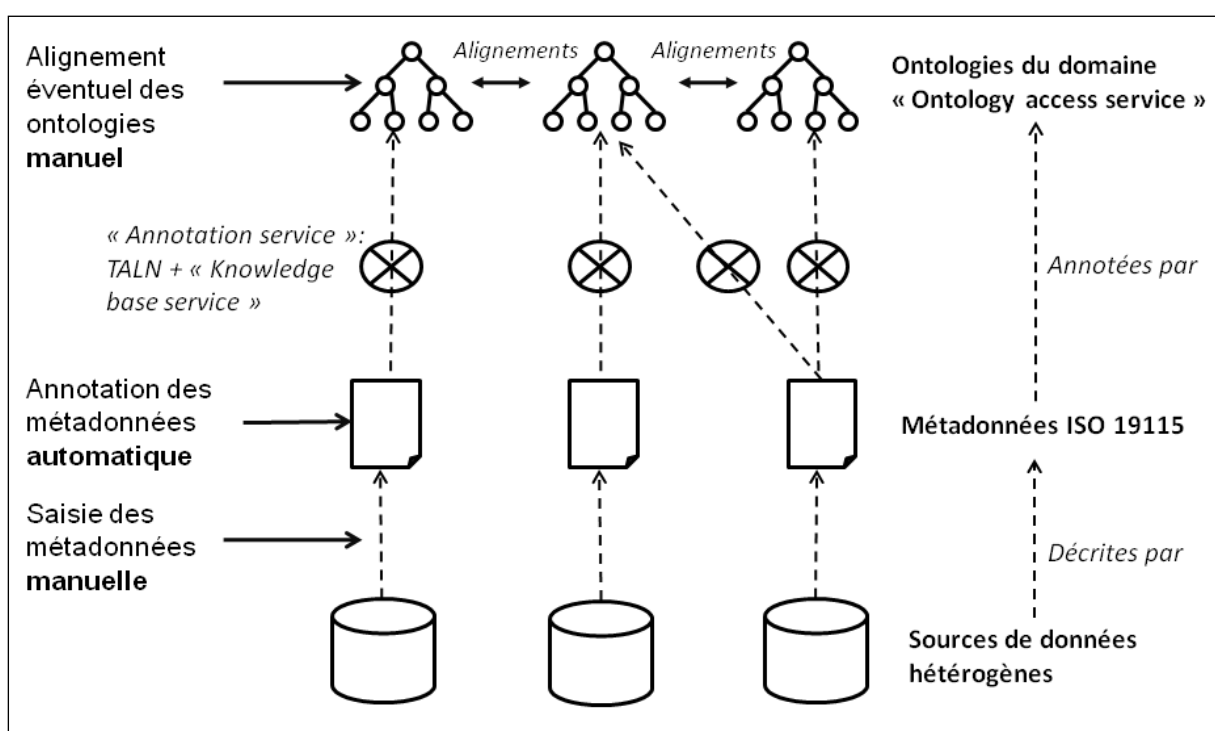 Alignement
éventuel des
ontologies
manuel
Alignements
Alignements
Ontologies du domaine
« Ontology access service »
« Annotation service »:
TALN + « Knowledge
base service »
Annotées par
Annotation des
métadonnées
automatique
Métadonnées ISO 19115
Saisie des
métadonnées
manuelle
Décrites par
Sources de données
hétérogènes